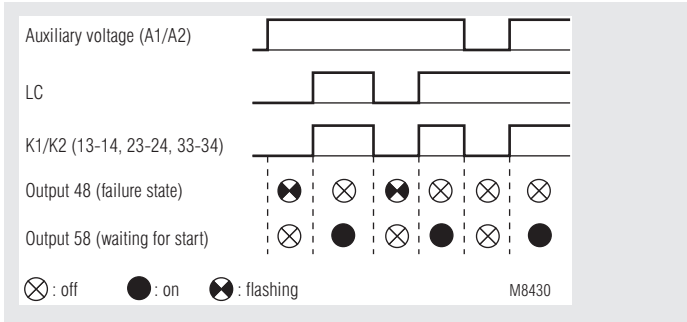 Auxiliary voltage (A1/A2)
LC
K1/K2 (13-14, 23-24, 33-34)
Output 48 (failure state)
Output 58 (waiting for start)
: off : on : flashing M8430